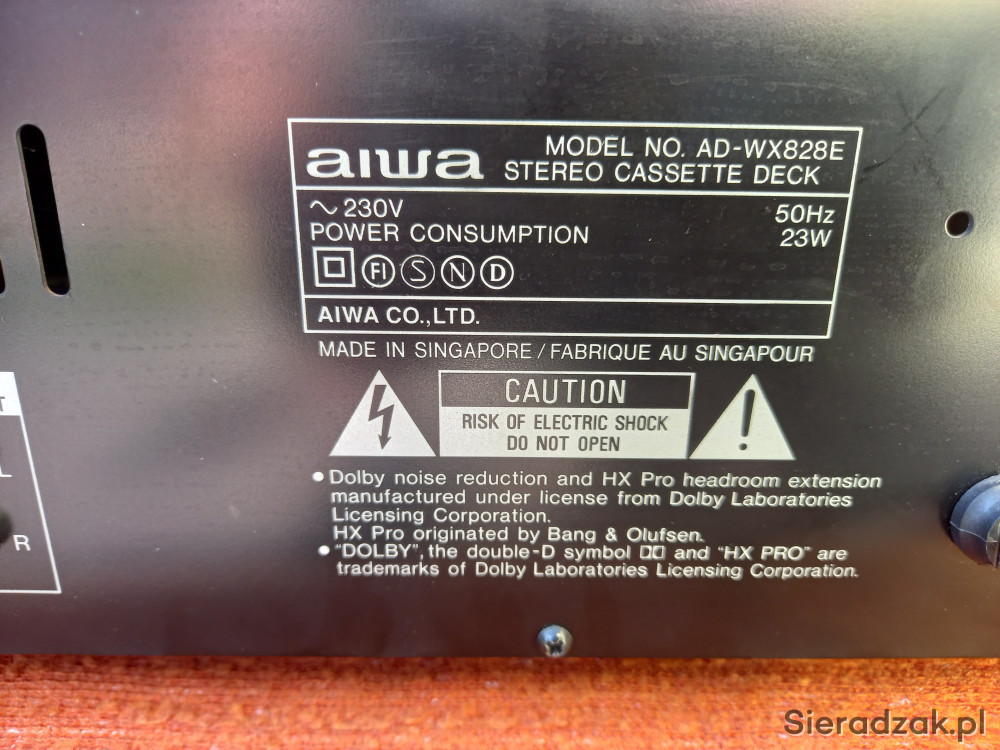 aiwa
MODEL NO. AD-WX828E
STEREO CASSETTE DECK
~ 230V 50Hz
POWER CONSUMPTION 23W
FI S N D
AIWA CO.,LTD.
MADE IN SINGAPORE / FABRIQUE AU SINGAPOUR
CAUTION
RISK OF ELECTRIC SHOCK
DO NOT OPEN
• Dolby noise reduction and HX Pro headroom extension
manufactured under license from Dolby Laboratories
Licensing Corporation.
HX Pro originated by Bang & Olufsen.
• "DOLBY", the double-D symbol and "HX PRO" are
trademarks of Dolby Laboratories Licensing Corporation.
T
L
R
Sieradzak.pl